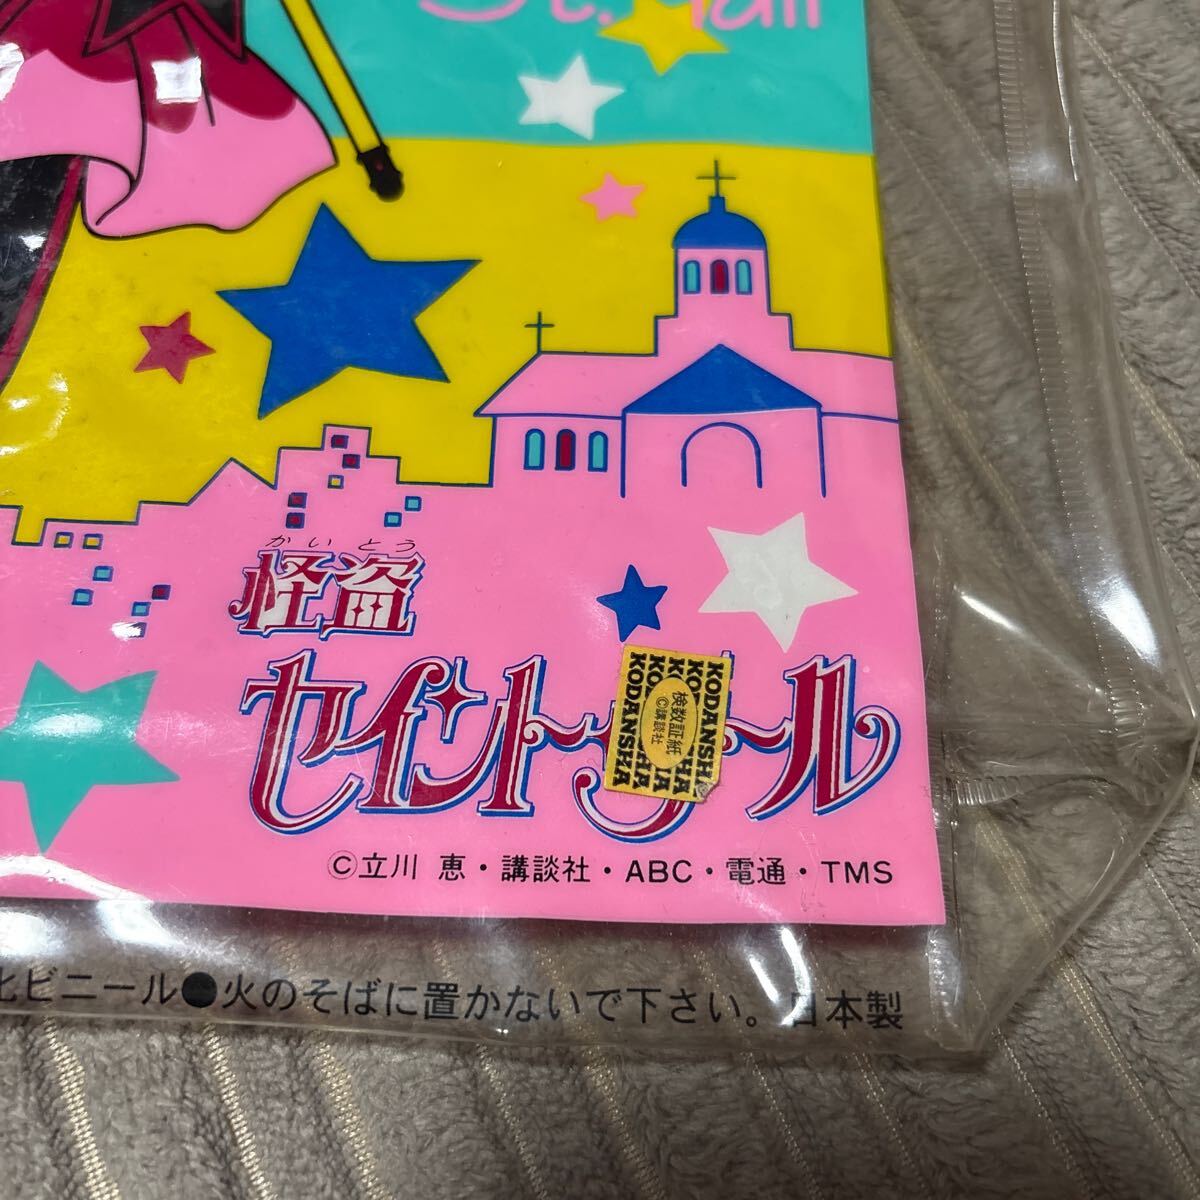 St. Tail
かいとう
怪盗
セイントテール
KODANSHA
KODANSHA
KODANSHA
KODANSHA
検数証紙
©講談社
©立川 恵・講談社・ABC・電通・TMS
化ビニール●火のそばに置かないで下さい。日本製